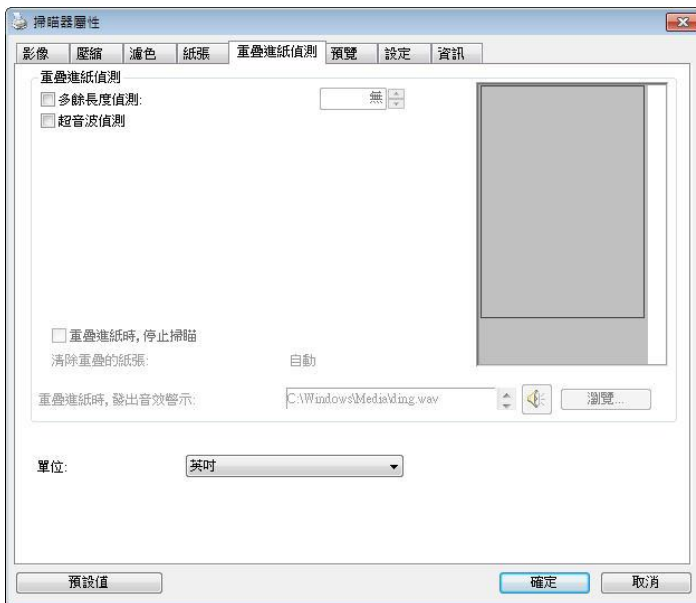 掃瞄器屬性
影像 壓縮 濾色 紙張 重疊進紙偵測 預覽 設定 資訊
重疊進紙偵測
多餘長度偵測: 無
超音波偵測
重疊進紙時, 停止掃瞄
清除重疊的紙張: 自動
重疊進紙時, 發出音效警示: C:\Windows\Media\ding.wav 瀏覽...
單位: 英吋
預設值 確定 取消